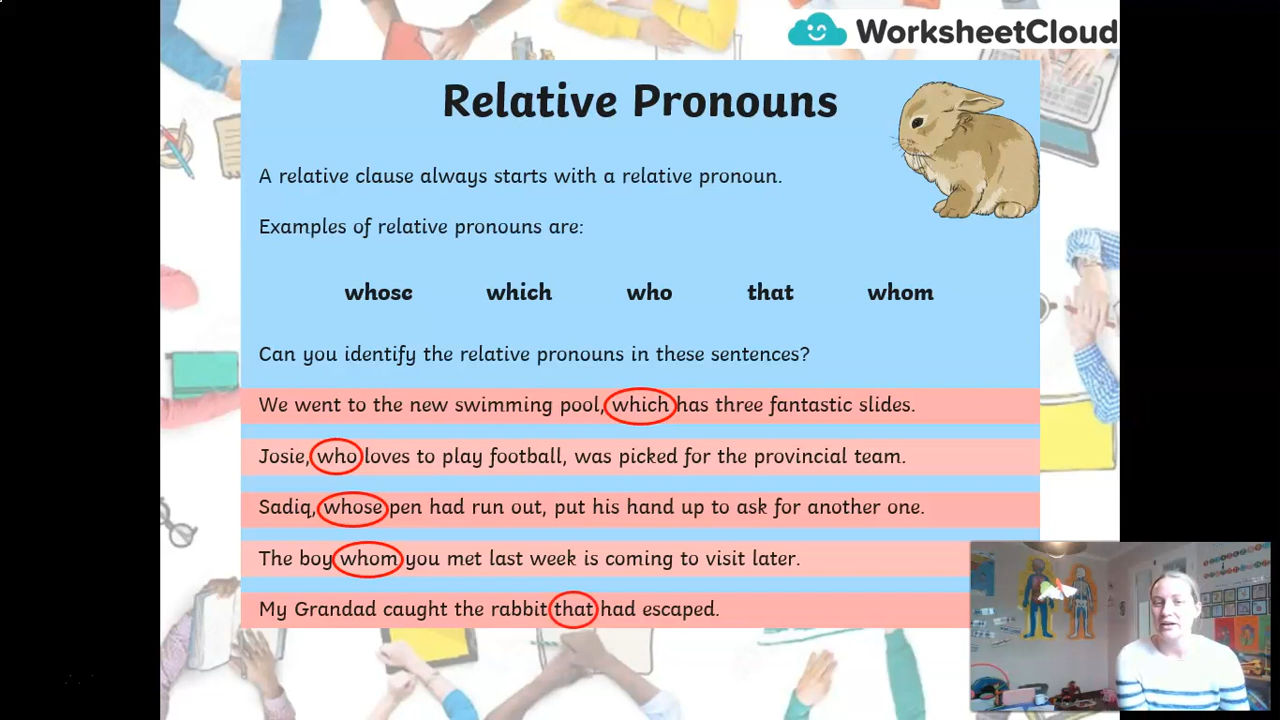 WorksheetCloud
Relative Pronouns
A relative clause always starts with a relative pronoun.
Examples of relative pronouns are:
whose which who that whom
Can you identify the relative pronouns in these sentences?
We went to the new swimming pool, which has three fantastic slides.
Josie, who loves to play football, was picked for the provincial team.
Sadiq, whose pen had run out, put his hand up to ask for another one.
The boy whom you met last week is coming to visit later.
My Grandad caught the rabbit that had escaped.